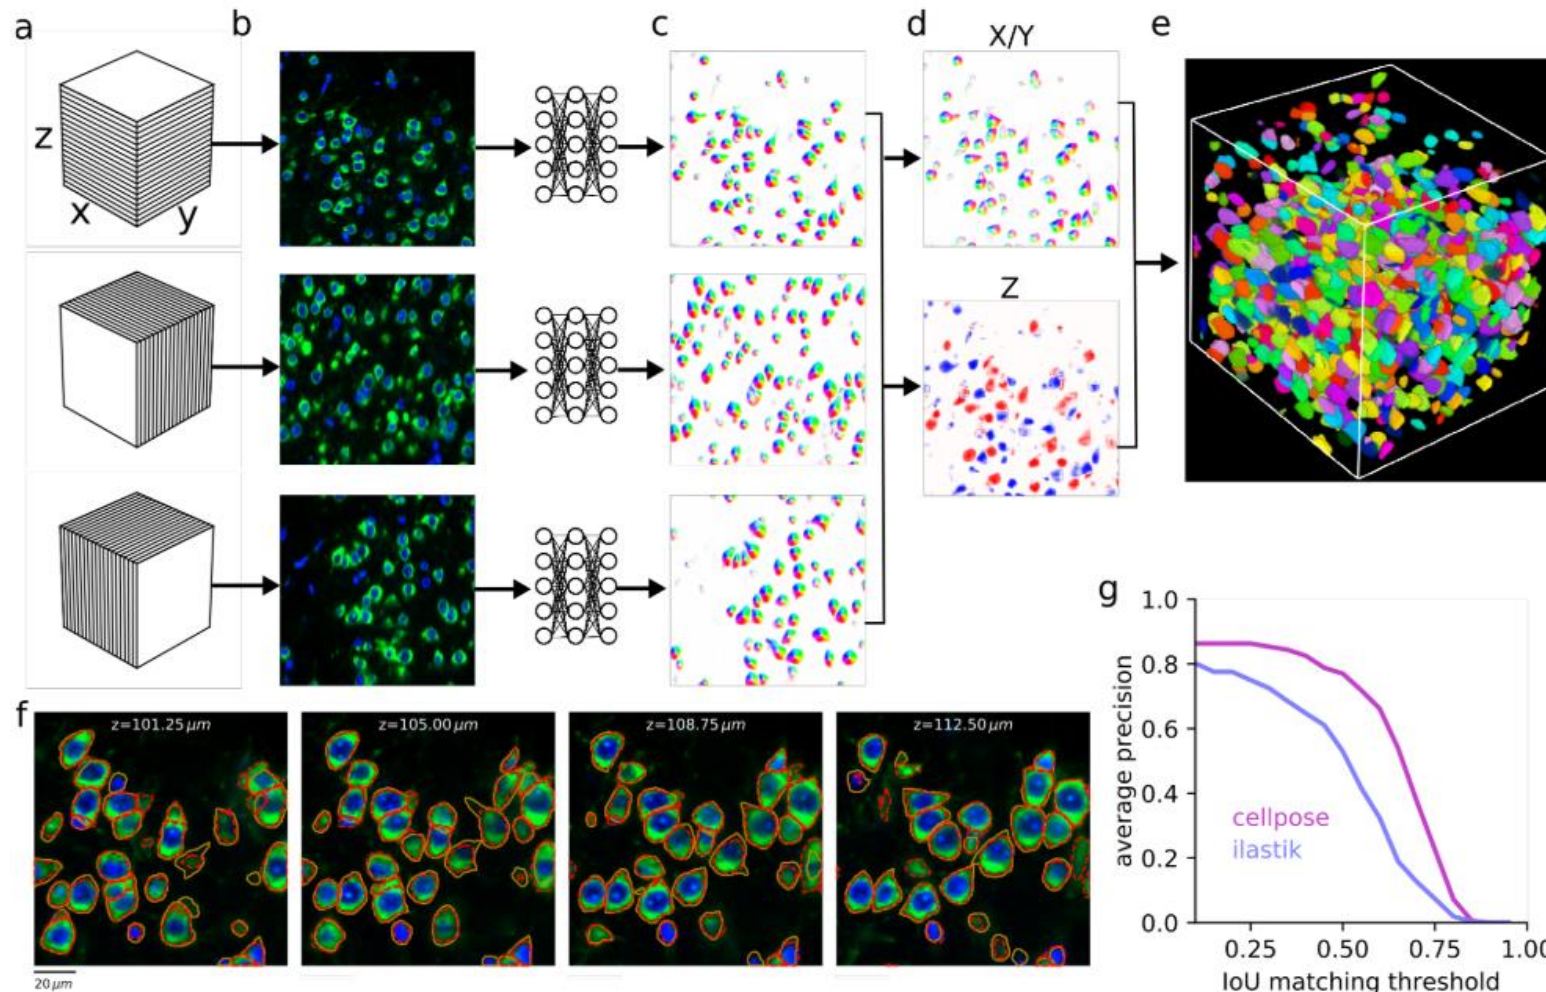 a
b
c
d
e
X/Y
z
x
y
Z
f
z=101.25 μm
z=105.00 μm
z=108.75 μm
z=112.50 μm
20 μm
g
average precision
1.0
0.8
0.6
0.4
0.2
0.0
cellpose
ilastik
0.25 0.50 0.75 1.00
IoU matching threshold